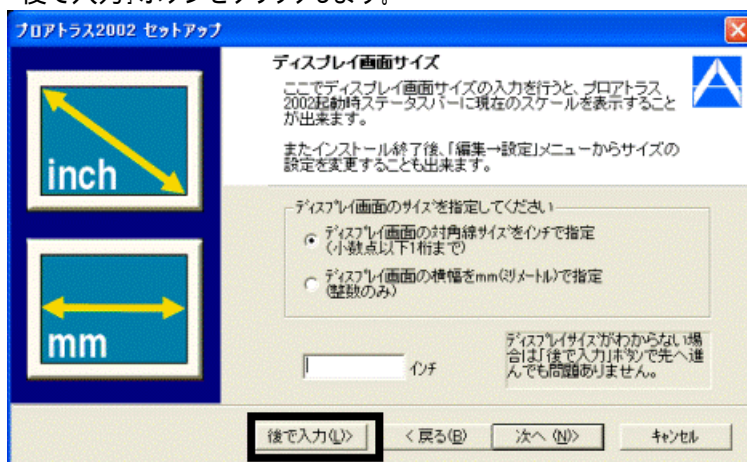 後で入力」ボタンをクリックします。
プロアトラス2002 セットアップ
ディスプレイ画面サイズ
ここでディスプレイ画面サイズの入力を行うと、プロアトラス
2002起動時ステータスバーに現在のスケールを表示すること
が出来ます。
またインストール終了後、「編集→設定」メニューからサイズの
設定を変更することも出来ます。
inch
mm
ディスプレイ画面のサイズを指定してください
ディスプレイ画面の対角線サイズをインチで指定
(小数点以下1桁まで)
ディスプレイ画面の横幅をmm(ミリメートル)で指定
(整数のみ)
インチ
ディスプレイサイズがわからない場
合は「後で入力」ボタンで先へ進
んでも問題ありません。
後で入力(L)>
< 戻る(B)
次へ (N)>
キャンセル